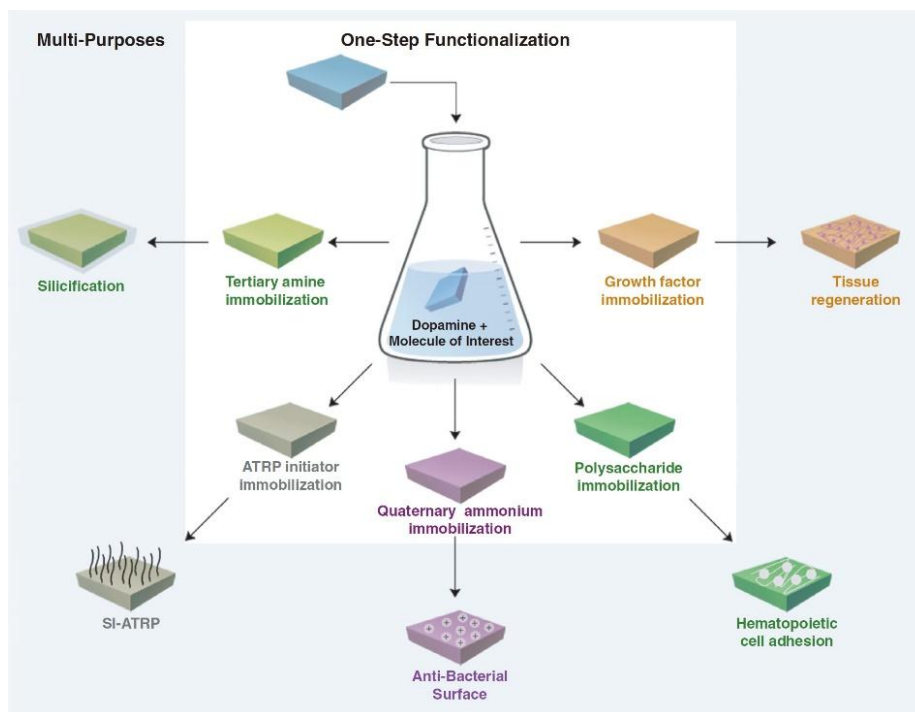 Multi-Purposes
One-Step Functionalization
Dopamine +
Molecule of Interest
Silicification
Tertiary amine
immobilization
Growth factor
immobilization
Tissue
regeneration
ATRP initiator
immobilization
Quaternary ammonium
immobilization
Polysaccharide
immobilization
SI-ATRP
Anti-Bacterial
Surface
Hematopoietic
cell adhesion